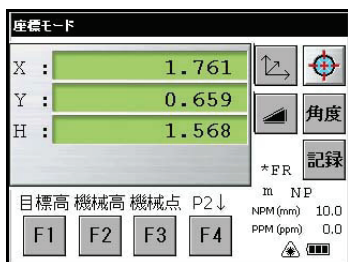 座標モード
X : 1.761
Y : 0.659
H : 1.568
角度
記録
*FR
m NP
目標高 機械高 機械点 P2↓
NPM (mm) 10.0
F1 F2 F3 F4
PPM (ppm) 0.0